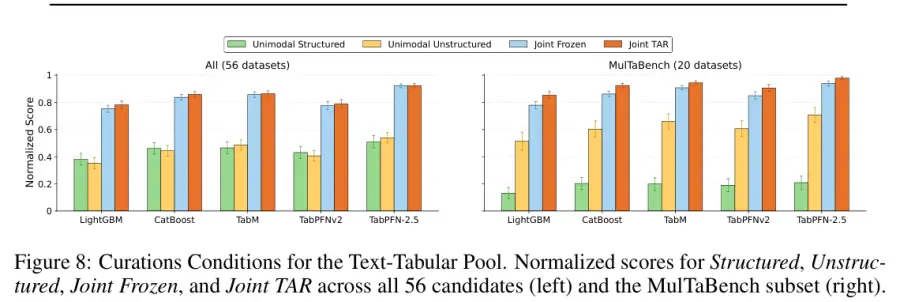 Unimodal Structured Unimodal Unstructured Joint Frozen Joint TAR
All (56 datasets)
Normalized Score
1
0.8
0.6
0.4
0.2
0
LightGBM CatBoost TabM TabPFNv2 TabPFN-2.5
MulTaBench (20 datasets)
LightGBM CatBoost TabM TabPFNv2 TabPFN-2.5
Figure 8: Curations Conditions for the Text-Tabular Pool. Normalized scores for Structured, Unstruc-
tured, Joint Frozen, and Joint TAR across all 56 candidates (left) and the MulTaBench subset (right).